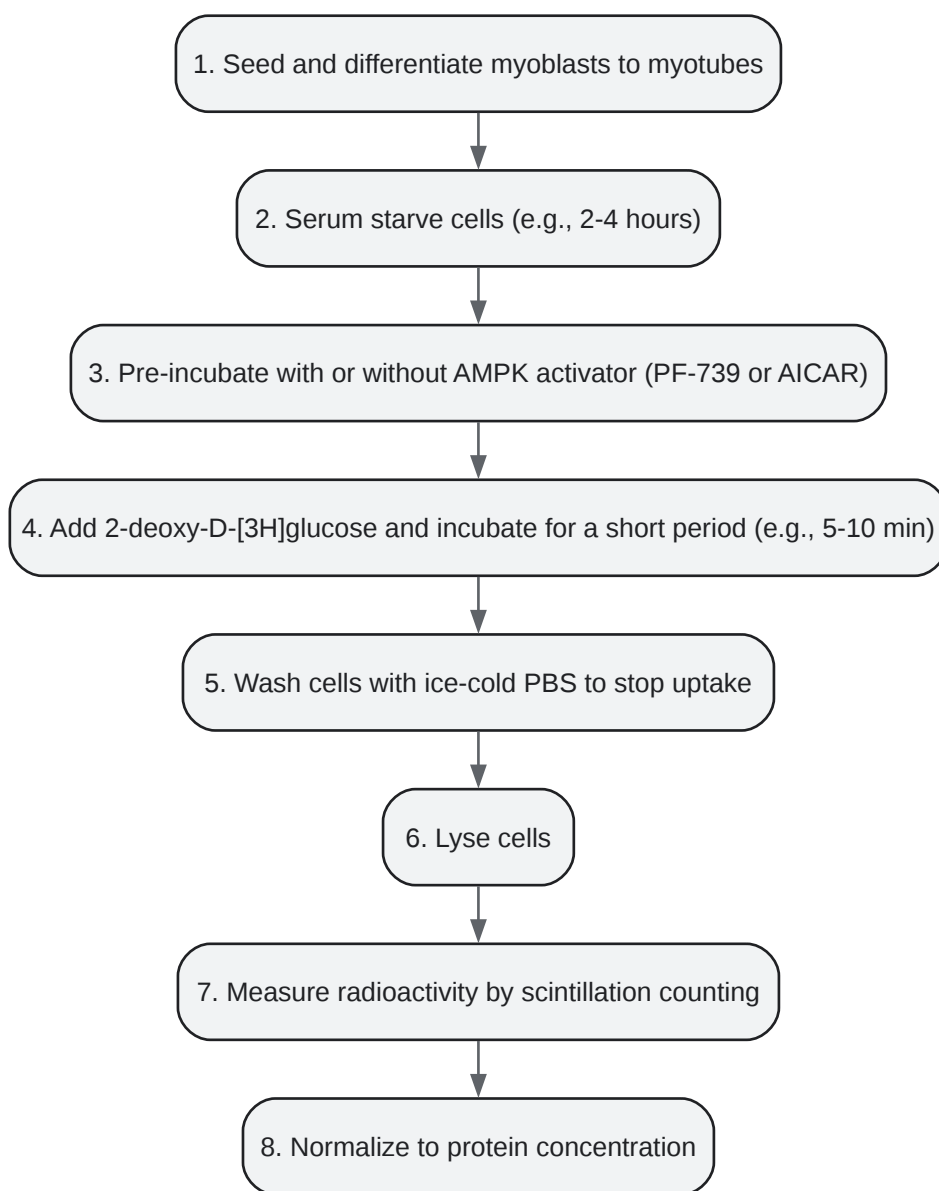 1. Seed and differentiate myoblasts to myotubes
2. Serum starve cells (e.g., 2-4 hours)
3. Pre-incubate with or without AMPK activator (PF-739 or AICAR)
4. Add 2-deoxy-D-[3H]glucose and incubate for a short period (e.g., 5-10 min)
5. Wash cells with ice-cold PBS to stop uptake
6. Lyse cells
7. Measure radioactivity by scintillation counting
8. Normalize to protein concentration